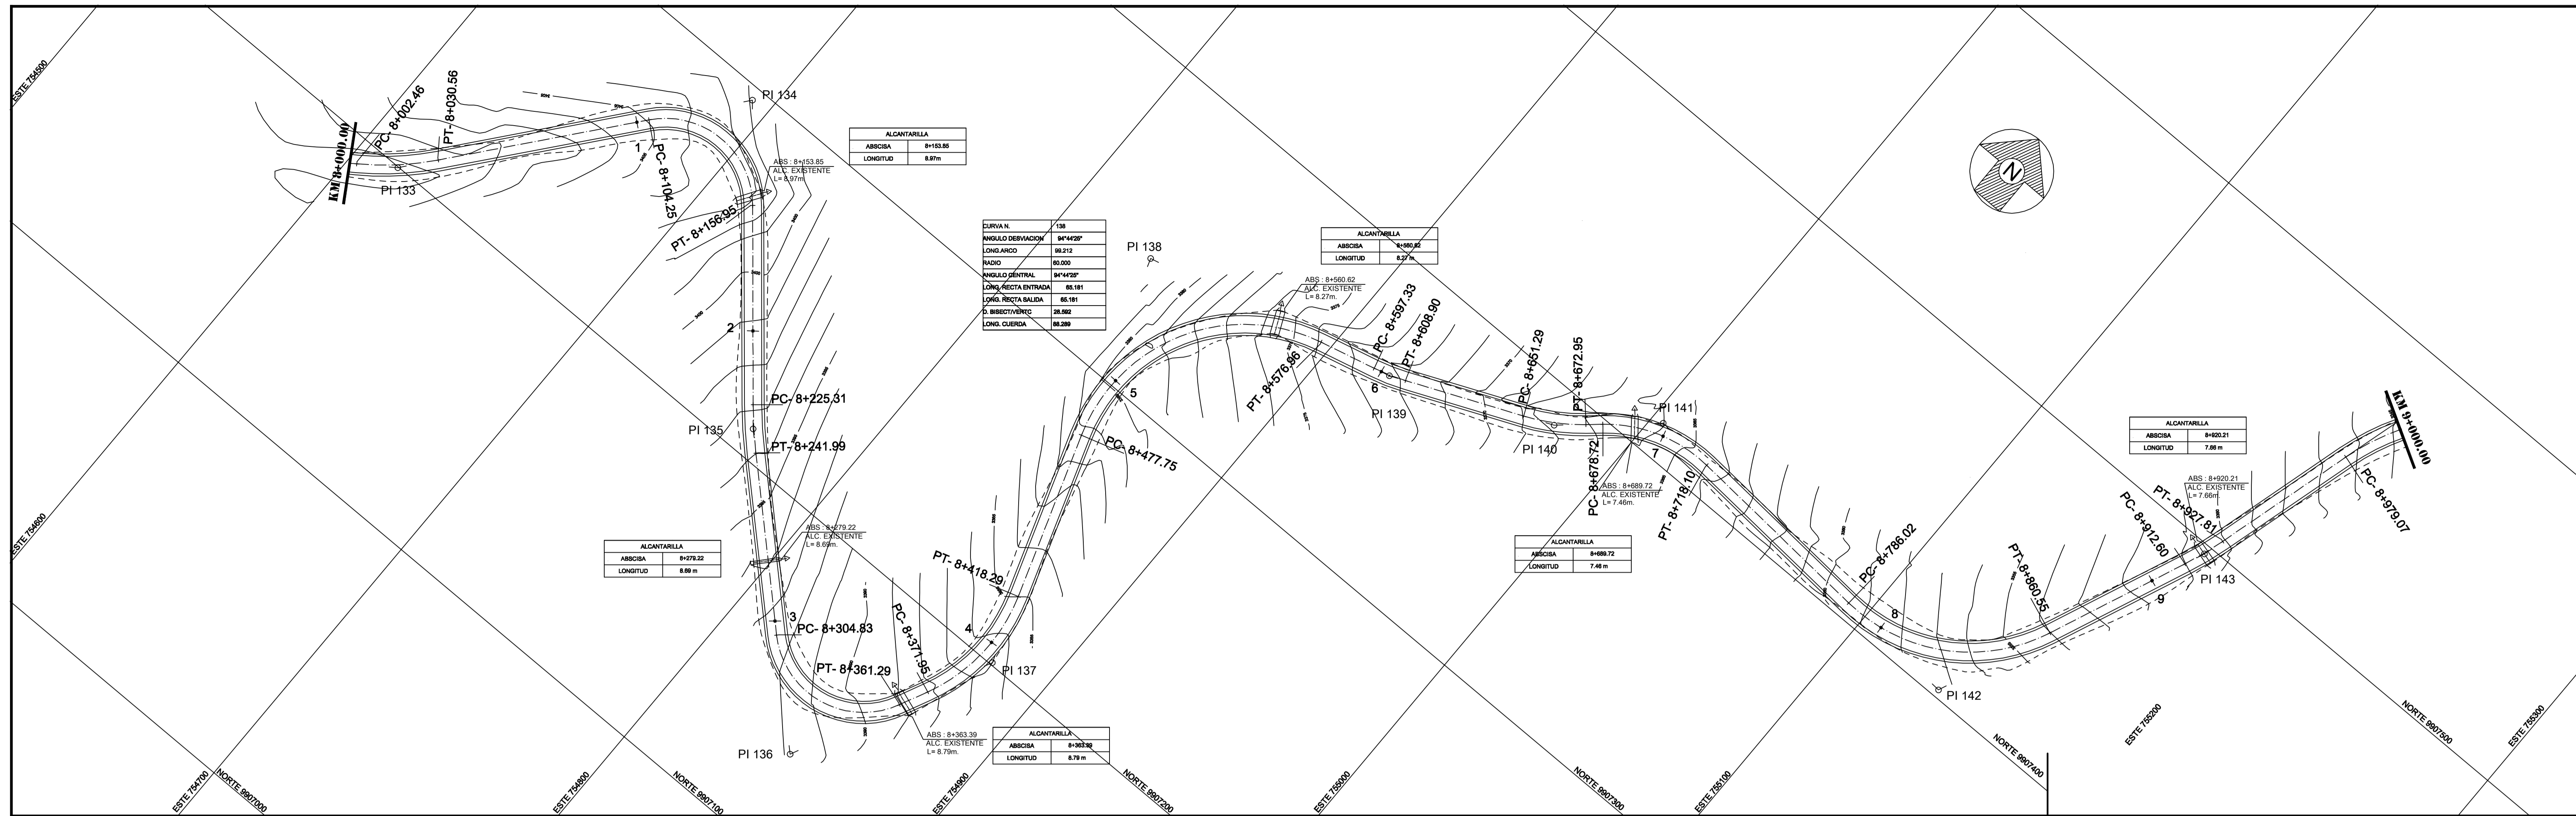 ESTE 754500
ESTE 754600
ESTE 754700
NORTE 9907000
ESTE 754800
NORTE 9907100
ESTE 754900
NORTE 9907200
ESTE 755000
NORTE 9907300
ESTE 755100
NORTE 9907400
ESTE 755200
NORTE 9907500
ESTE 755300
KM 8+000.00
PC- 8+002.46
PI 133
PT- 8+030.56
1
PC- 8+104.25
PI 134
PT- 8+156.95
ABS : 8+153.85
ALC. EXISTENTE
L= 8.97m.
ALCANTARILLA
ABSCISA 8+153.85
LONGITUD 8.97m
2
PC- 8+225.31
PI 135
PT- 8+241.99
ABS : 8+279.22
ALC. EXISTENTE
L= 8.69m.
ALCANTARILLA
ABSCISA 8+279.22
LONGITUD 8.69 m
3
PC- 8+304.83
PI 136
PT- 8+361.29
ABS : 8+363.39
ALC. EXISTENTE
L= 8.79m.
ALCANTARILLA
ABSCISA 8+363.39
LONGITUD 8.79 m
PC- 8+371.95
4
PI 137
PT- 8+418.29
PC- 8+477.75
5
PI 138
CURVA N. 138
ANGULO DESVIACION 94°44'25"
LONG.ARCO 99.212
RADIO 60.000
ANGULO CENTRAL 94°44'25"
LONG. RECTA ENTRADA 65.181
LONG. RECTA SALIDA 65.181
D. BISECT/VERTC 28.592
LONG. CUERDA 88.289
ABS : 8+560.62
ALC. EXISTENTE
L= 8.27m.
ALCANTARILLA
ABSCISA 8+560.62
LONGITUD 8.27 m
PT- 8+576.96
PC- 8+597.33
6
PI 139
PT- 8+608.90
PC- 8+651.29
PI 140
PT- 8+672.95
PC- 8+678.72
PI 141
7
ABS : 8+689.72
ALC. EXISTENTE
L= 7.46m.
ALCANTARILLA
ABSCISA 8+689.72
LONGITUD 7.46 m
PT- 8+718.10
PC- 8+786.02
8
PI 142
PT- 8+860.55
9
PC- 8+912.60
PI 143
PT- 8+927.81
ABS : 8+920.21
ALC. EXISTENTE
L= 7.66m.
ALCANTARILLA
ABSCISA 8+920.21
LONGITUD 7.66 m
PC- 8+979.07
KM 9+000.00
N